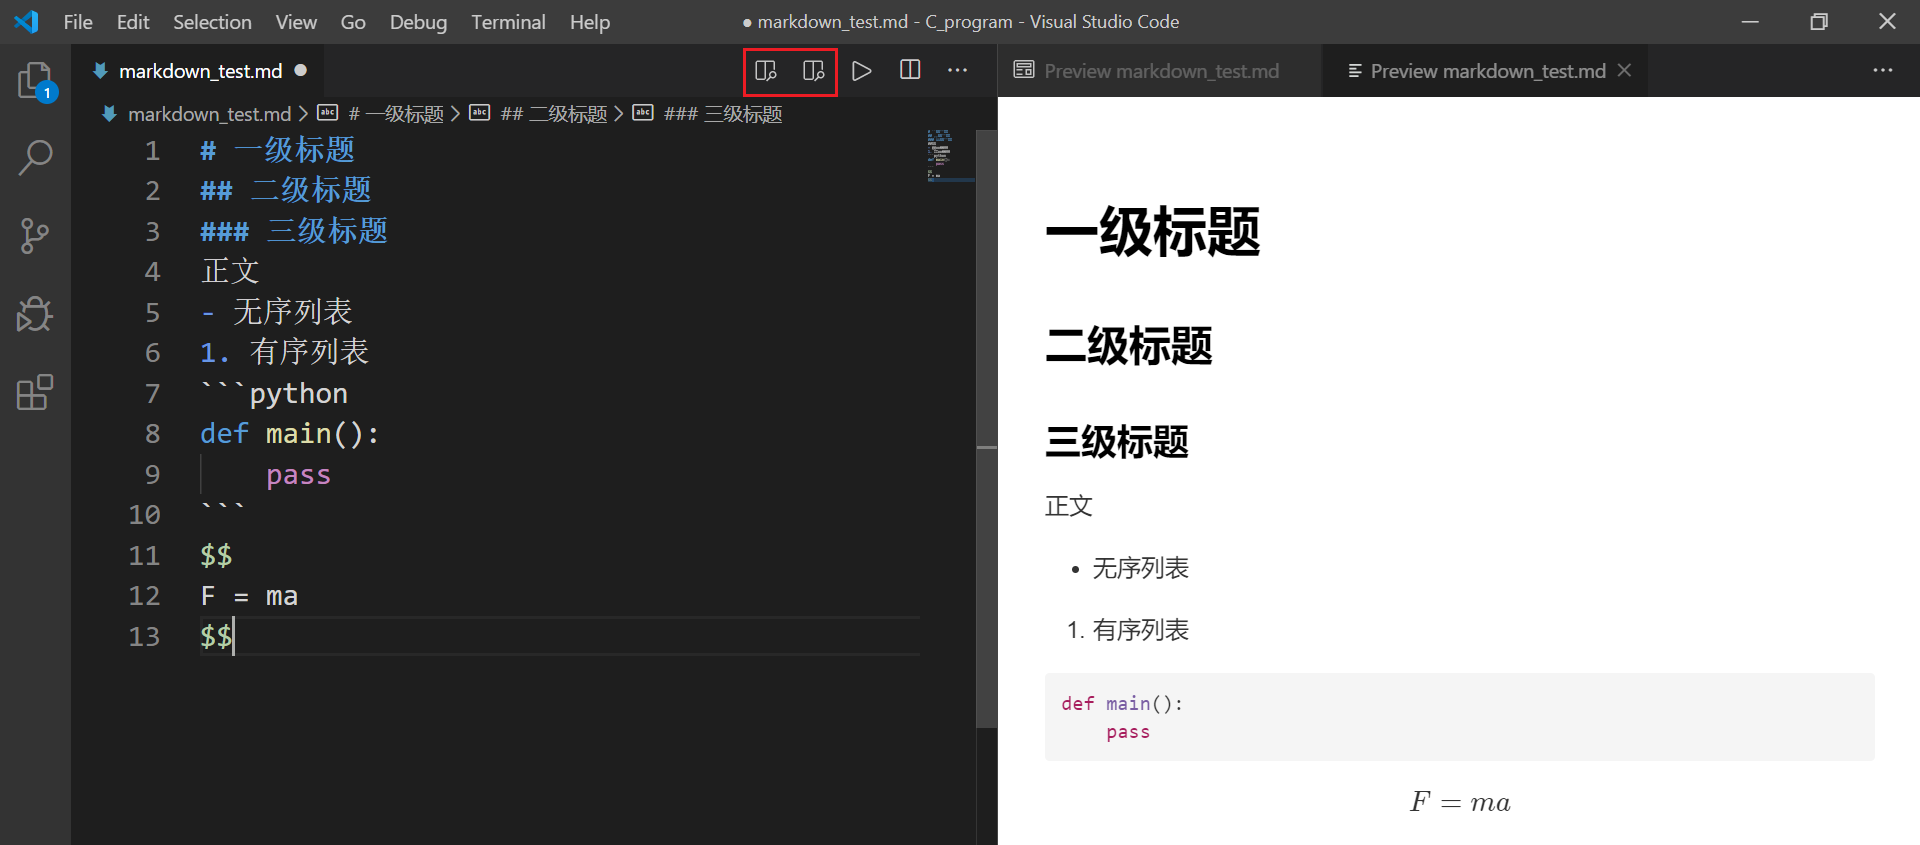 File Edit Selection View Go Debug Terminal Help
● markdown_test.md - C_program - Visual Studio Code
1
markdown_test.md ●
markdown_test.md > # 一级标题 > ## 二级标题 > ### 三级标题
1 # 一级标题
2 ## 二级标题
3 ### 三级标题
4 正文
5 - 无序列表
6 1. 有序列表
7 ```python
8 def main():
9     pass
10 ```
11 $$
12 F = ma
13 $$
Preview markdown_test.md
Preview markdown_test.md
一级标题
二级标题
三级标题
正文
• 无序列表
1. 有序列表
def main():
    pass
F = ma